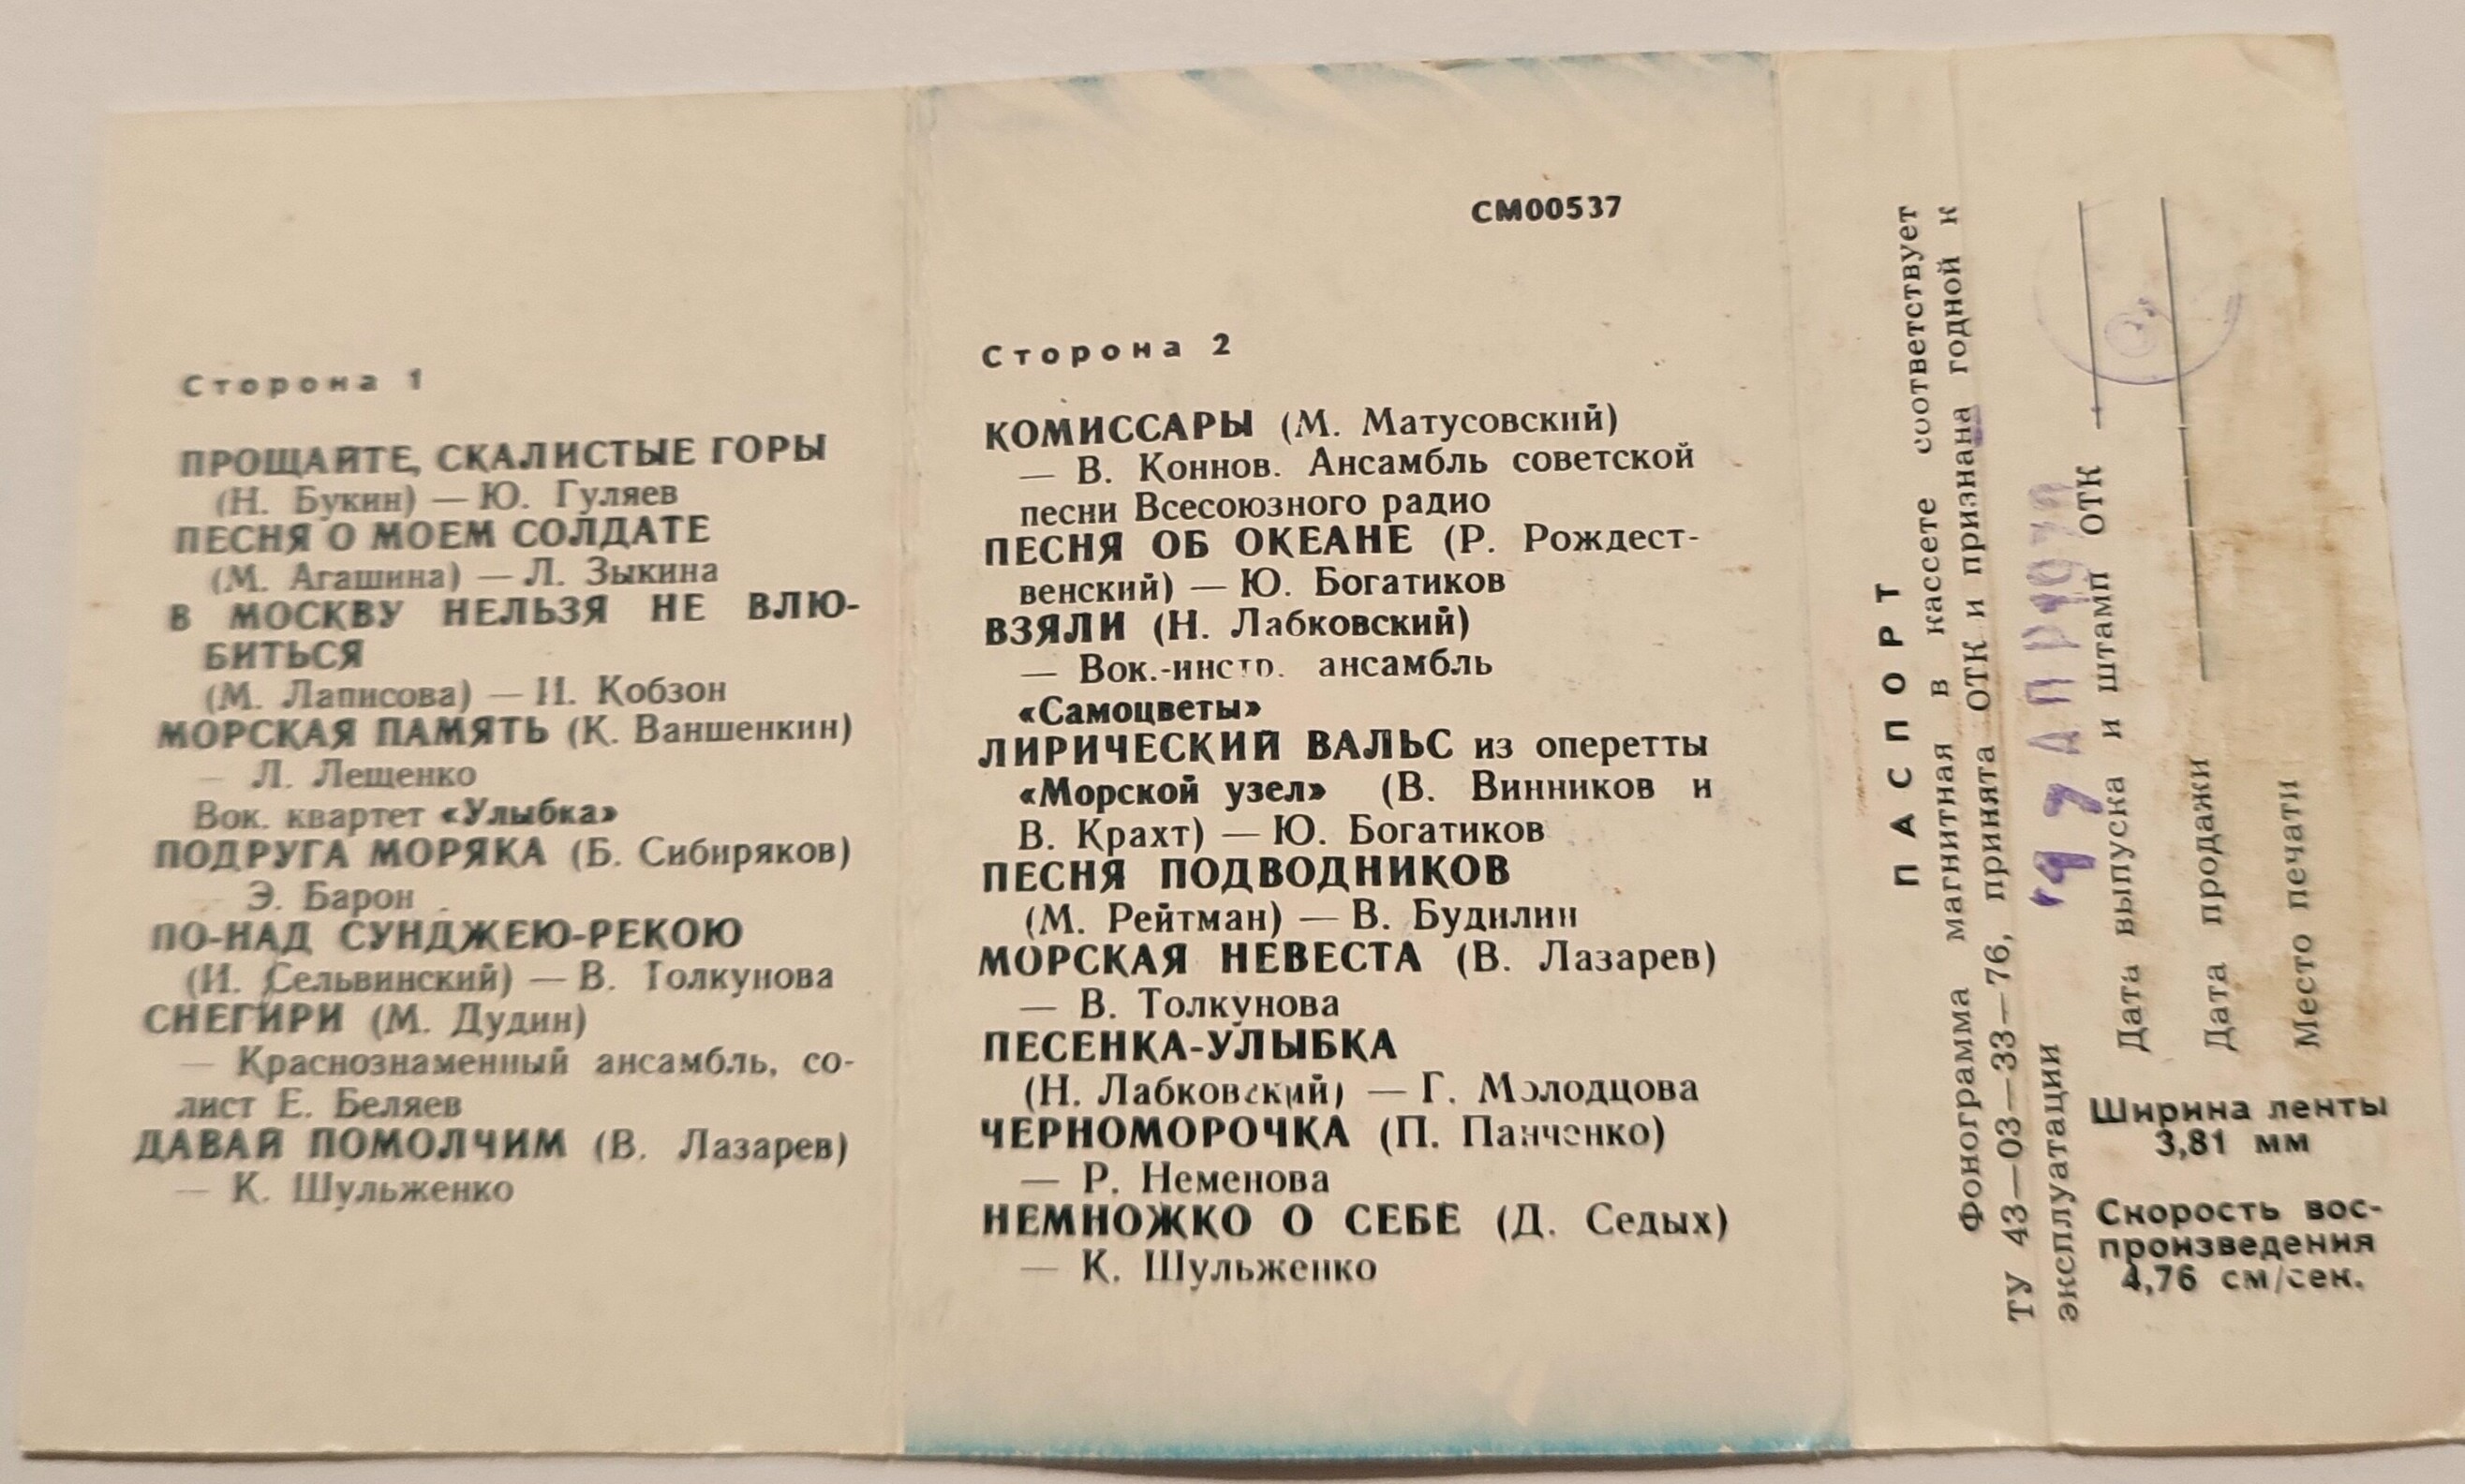 Сторона 1
ПРОЩАЙТЕ, СКАЛИСТЫЕ ГОРЫ
(Н. Букин) — Ю. Гуляев
ПЕСНЯ О МОЕМ СОЛДАТЕ
(М. Агашина) — Л. Зыкина
В МОСКВУ НЕЛЬЗЯ НЕ ВЛЮ-
БИТЬСЯ
(М. Лаписова) — И. Кобзон
МОРСКАЯ ПАМЯТЬ (К. Ваншенкин)
— Л. Лещенко
Вок. квартет «Улыбка»
ПОДРУГА МОРЯКА (Б. Сибиряков)
— Э. Барон
ПО-НАД СУНДЖЕЮ-РЕКОЮ
(И. Сельвинский) — В. Толкунова
СНЕГИРИ (М. Дудин)
— Краснознаменный ансамбль, со-
лист Е. Беляев
ДАВАЙ ПОМОЛЧИМ (В. Лазарев)
— К. Шульженко
СМ00537
Сторона 2
КОМИССАРЫ (М. Матусовский)
— В. Коннов. Ансамбль советской
песни Всесоюзного радио
ПЕСНЯ ОБ ОКЕАНЕ (Р. Рождест-
венский) — Ю. Богатиков
ВЗЯЛИ (Н. Лабковский)
— Вок.-инстр. ансамбль
«Самоцветы»
ЛИРИЧЕСКИЙ ВАЛЬС из оперетты
«Морской узел» (В. Винников и
В. Крахт) — Ю. Богатиков
ПЕСНЯ ПОДВОДНИКОВ
(М. Рейтман) — В. Будилин
МОРСКАЯ НЕВЕСТА (В. Лазарев)
— В. Толкунова
ПЕСЕНКА-УЛЫБКА
(Н. Лабковский) — Г. Молодцова
ЧЕРНОМОРОЧКА (П. Панченко)
— Р. Неменова
НЕМНОЖКО О СЕБЕ (Д. Седых)
— К. Шульженко
ПАСПОРТ
Фонограмма магнитная в кассете соответствует
ТУ 43—03—33—76, принята ОТК и признана годной к
эксплуатации
Дата выпуска и штамп ОТК
Дата продажи
Место печати
Ширина ленты
3,81 мм
Скорость вос-
произведения
4,76 см/сек.